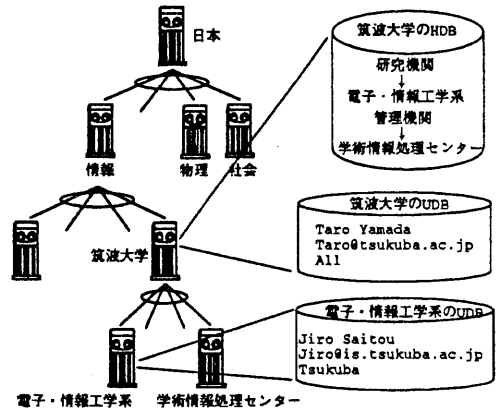 日本
情報
物理
社会
筑波大学
電子・情報工学系
学術情報処理センター
筑波大学のHDB
研究機関
↓
電子・情報工学系
管理機関
↓
学術情報処理センター
筑波大学のUDB
Taro Yamada
Taro@tsukuba.ac.jp
All
電子・情報工学系のUDB
Jiro Saitou
Jiro@is.tsukuba.ac.jp
Tsukuba